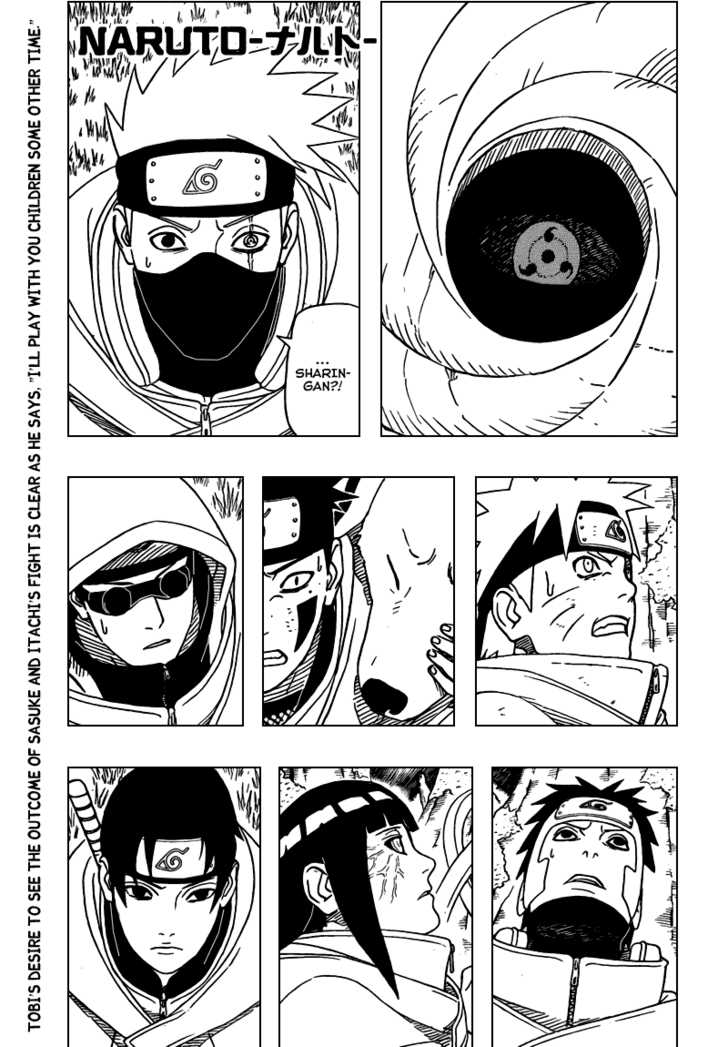 NARUTO-ナルト-
...
SHARIN-
GAN?!
TOBI'S DESIRE TO SEE THE OUTCOME OF SASUKE AND ITACHI'S FIGHT IS CLEAR AS HE SAYS, "I'LL PLAY WITH YOU CHILDREN SOME OTHER TIME."